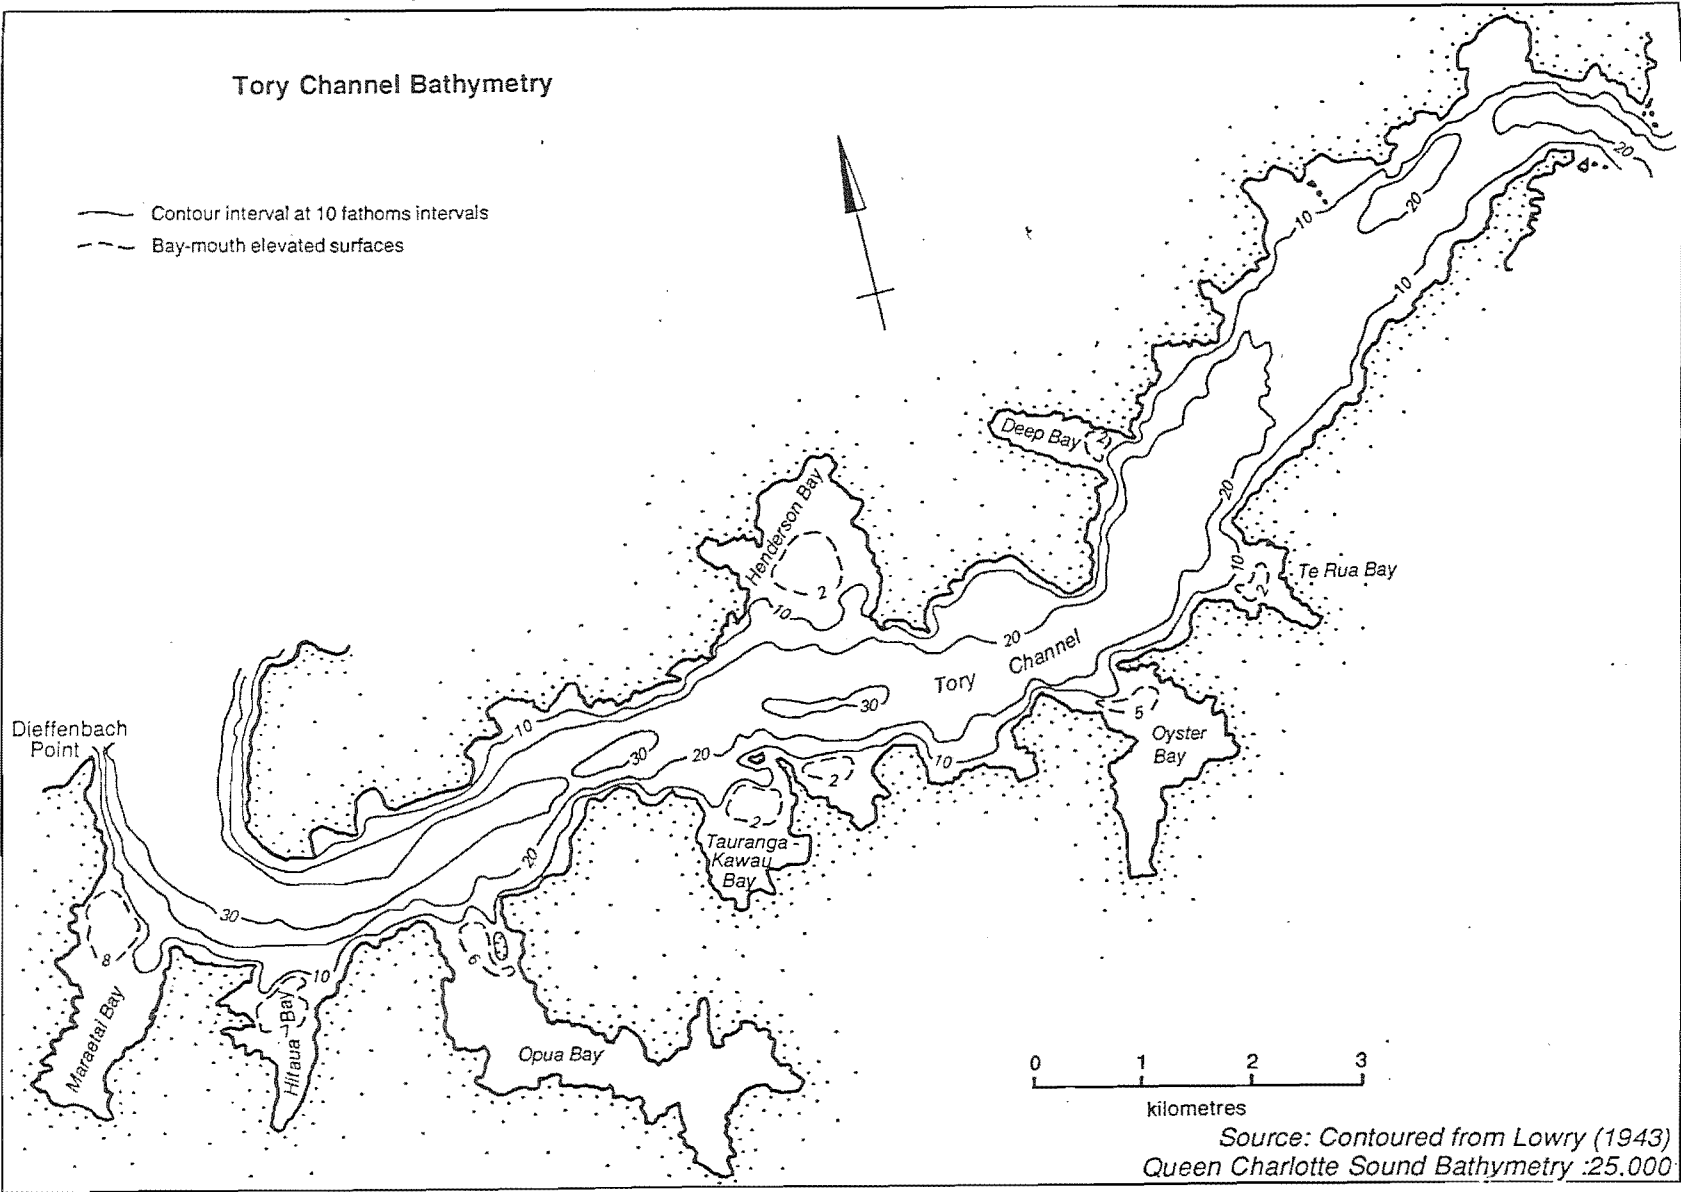 Tory Channel Bathymetry
Contour interval at 10 fathoms intervals
Bay-mouth elevated surfaces
20
20
10
10
Deep Bay
2
Henderson Bay
2
10
20
10
2
Te Rua Bay
20
Tory Channel
30
5
Oyster
Bay
Dieffenbach
Point
10
30
20
2
10
2
Tauranga-
Kawau
Bay
20
30
8
6
10
Maraetai Bay
Hitaua Bay
Opua Bay
0 1 2 3
kilometres
Source: Contoured from Lowry (1943)
Queen Charlotte Sound Bathymetry :25.000